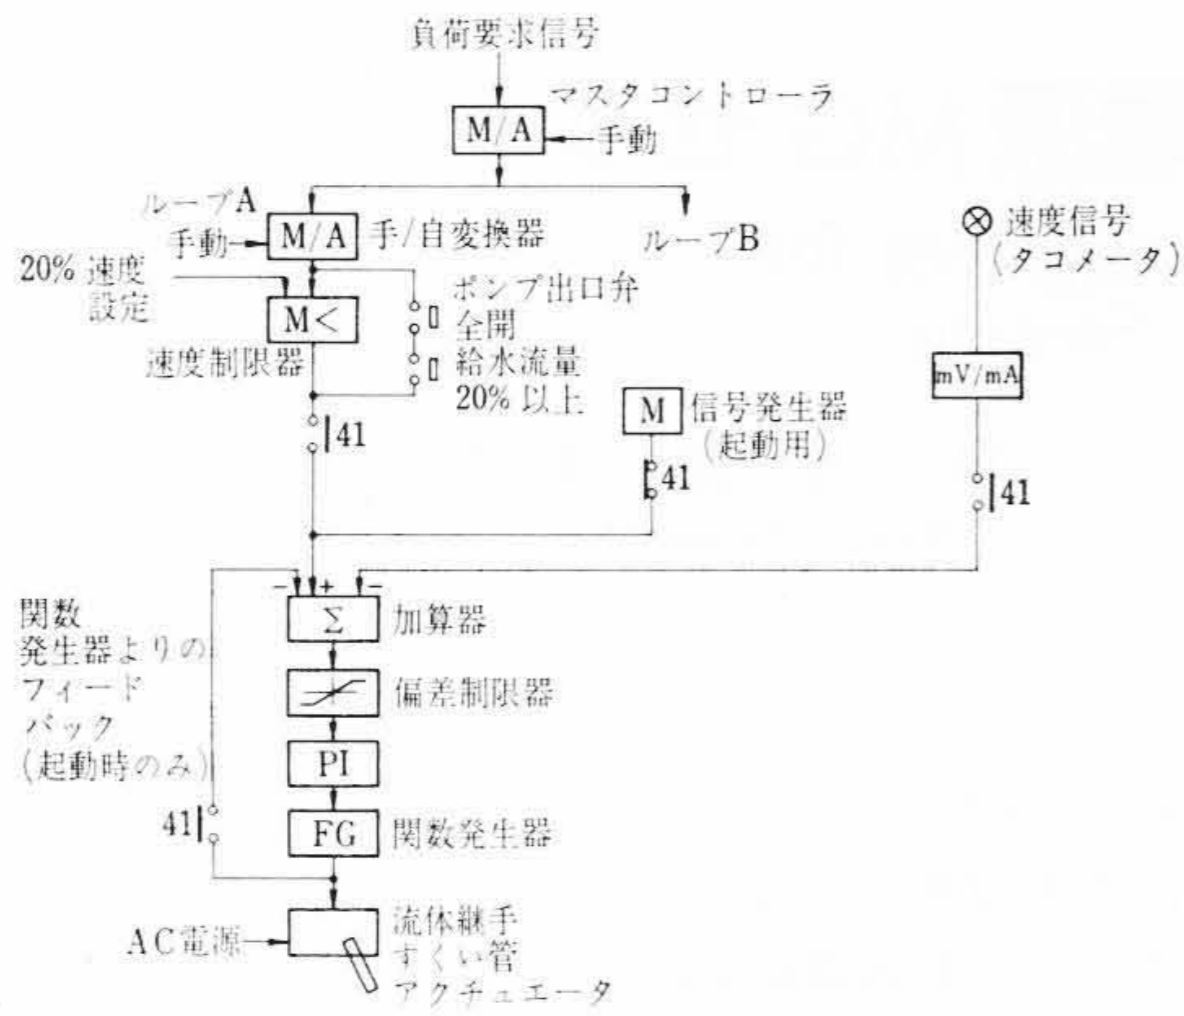 負荷要求信号
マスタコントローラ
M/A
手動
ループA
手動
M/A
手/自変換器
ループB
速度信号
(タコメータ)
20% 速度
設定
M<
速度制限器
ポンプ出口弁
全開
給水流量
20% 以上
mV/mA
M
信号発生器
(起動用)
41
41
41
- + -
Σ
加算器
関数
発生器よりの
フィード
バック
(起動時のみ)
偏差制限器
PI
41
FG
関数発生器
AC電源
流体継手
すくい管
アクチュエータ